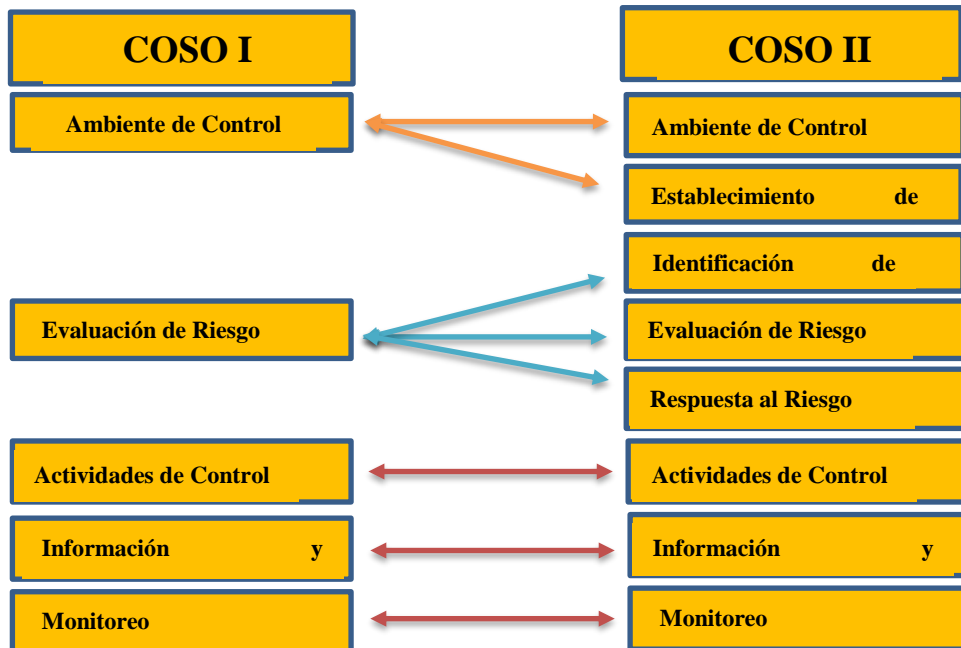 COSO I
COSO II
Ambiente de Control
Ambiente de Control
Establecimiento de
Identificación de
Evaluación de Riesgo
Evaluación de Riesgo
Respuesta al Riesgo
Actividades de Control
Actividades de Control
Información y
Información y
Monitoreo
Monitoreo